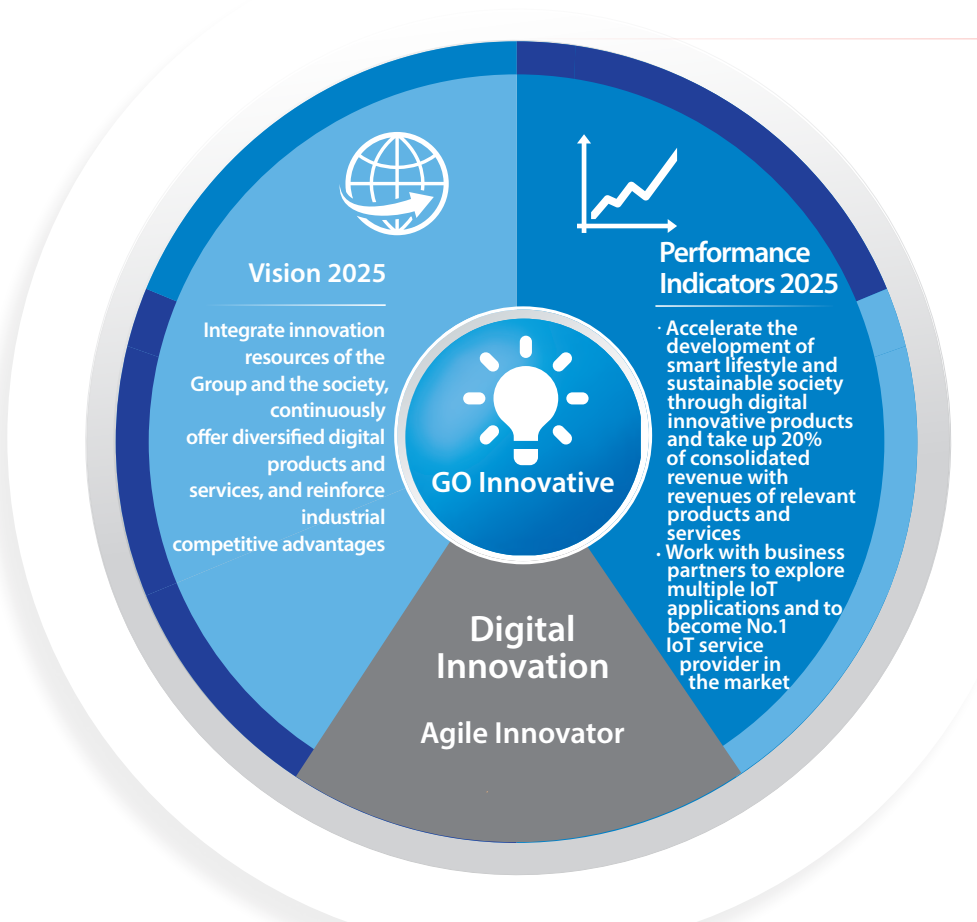 Vision 2025
Integrate innovation
resources of the
Group and the society,
continuously
offer diversified digital
products and
services, and reinforce
industrial
competitive advantages
Performance
Indicators 2025
· Accelerate the
development of
smart lifestyle and
sustainable society
through digital
innovative products
and take up 20%
of consolidated
revenue with
revenues of relevant
products and
services
· Work with business
partners to explore
multiple IoT
applications and to
become No.1
IoT service
provider in
the market
GO Innovative
Digital
Innovation
Agile Innovator